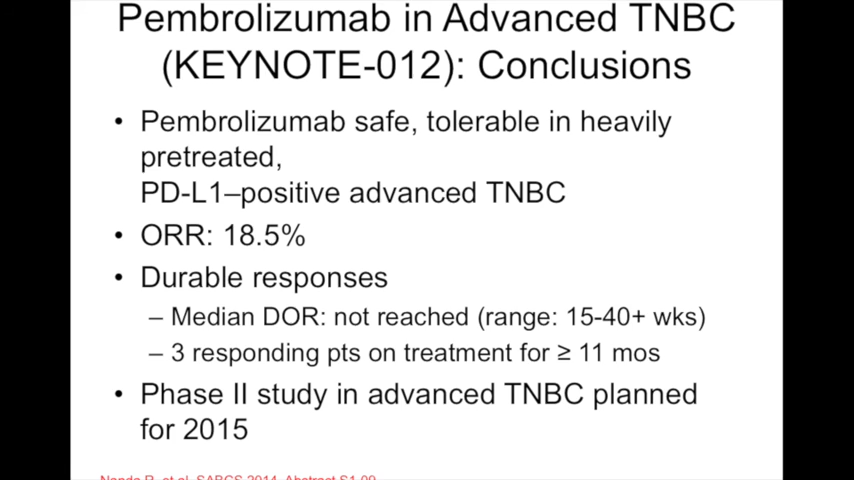 Pembrolizumab in Advanced TNBC
(KEYNOTE-012): Conclusions
• Pembrolizumab safe, tolerable in heavily
pretreated,
PD-L1–positive advanced TNBC
• ORR: 18.5%
• Durable responses
– Median DOR: not reached (range: 15-40+ wks)
– 3 responding pts on treatment for ≥ 11 mos
• Phase II study in advanced TNBC planned
for 2015
Nanda R, et al. SABCS 2014. Abstract S1-09.